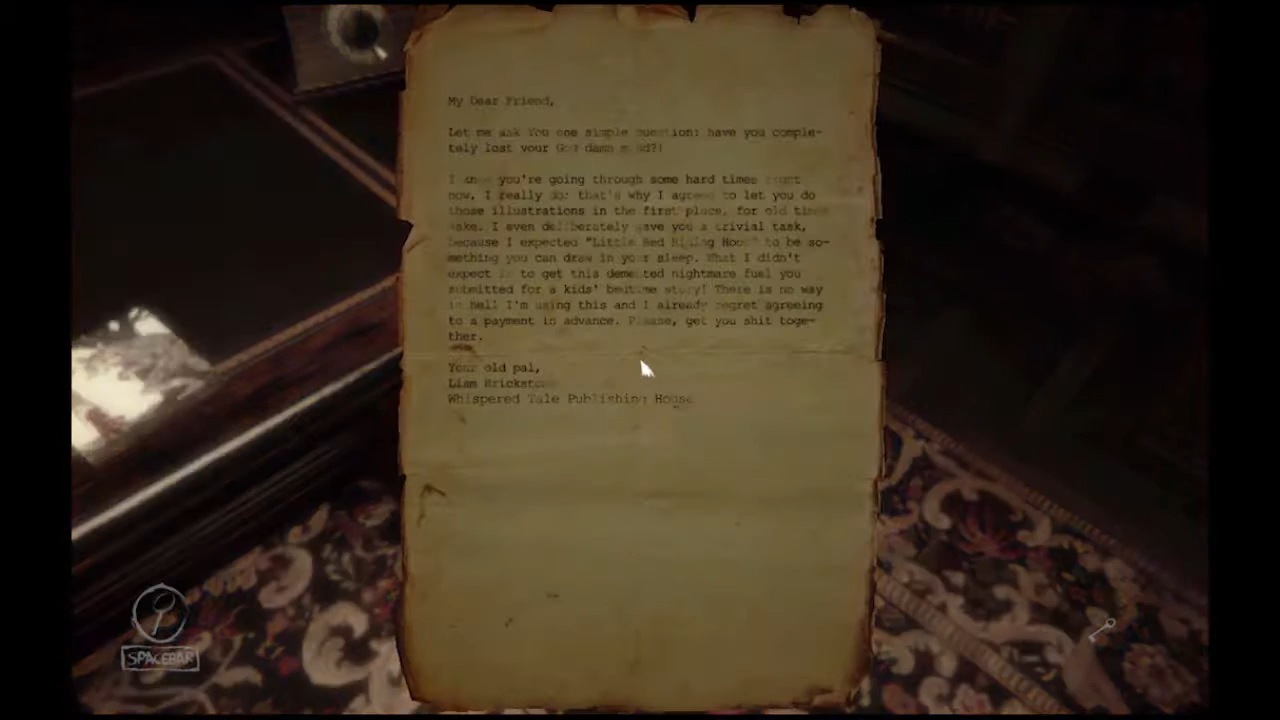 My Dear Friend,
Let me ask You one simple question: have you comple-
tely lost your God damn mind?!
I know you're going through some hard times right
now, I really do: that's why I agreed to let you do
those illustrations in the first place, for old times
sake. I even deliberately gave you a trivial task,
because I expected "Little Red Riding Hood" to be so-
mething you can draw in your sleep. What I didn't
expect is to get this demented nightmare fuel you
submitted for a kids' bedtime story! There is no way
in hell I'm using this and I already regret agreeing
to a payment in advance. Please, get you shit toge-
ther.
Your old pal,
Liam
Whispered Tale Publishing House
SPACEBAR